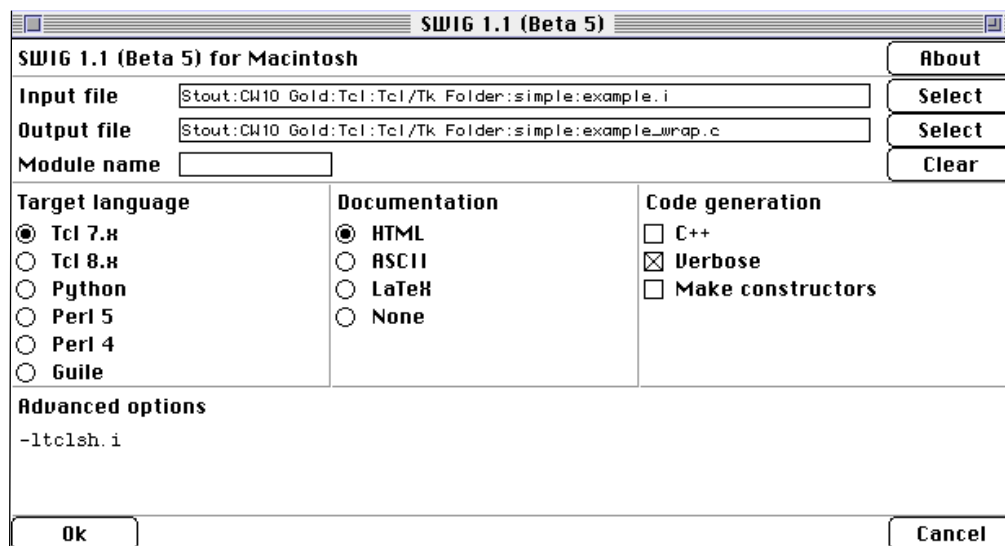 SWIG 1.1 (Beta 5)
SWIG 1.1 (Beta 5) for Macintosh
About
Input file
Stout:CW10 Gold:Tcl:Tcl/Tk Folder:simple:example.i
Select
Output file
Stout:CW10 Gold:Tcl:Tcl/Tk Folder:simple:example_wrap.c
Select
Module name
Clear
Target language
Tcl 7.x
Tcl 8.x
Python
Perl 5
Perl 4
Guile
Documentation
HTML
ASCII
LaTeX
None
Code generation
C++
Verbose
Make constructors
Advanced options
-ltclsh.i
Ok
Cancel